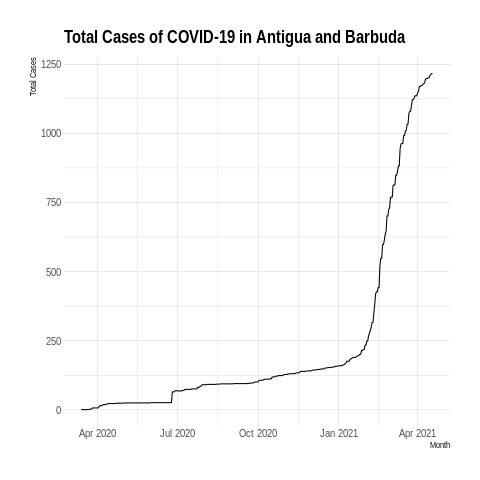 Total Cases of COVID-19 in Antigua and Barbuda
Total Cases
1250
1000
750
500
250
0
Apr 2020 Jul 2020 Oct 2020 Jan 2021 Apr 2021
Month